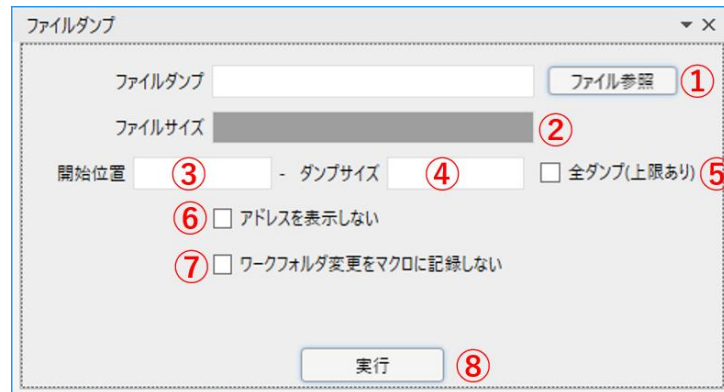 ファイルダンプ
ファイルダンプ ファイル参照 ①
ファイルサイズ ②
開始位置 ③ - ダンプサイズ ④ 全ダンプ(上限あり) ⑤
⑥ アドレスを表示しない
⑦ ワークフォルダ変更をマクロに記録しない
実行 ⑧